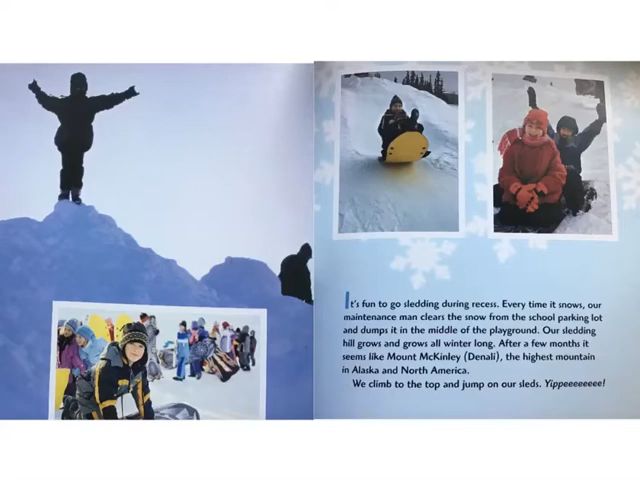 It's fun to go sledding during recess. Every time it snows, our
maintenance man clears the snow from the school parking lot
and dumps it in the middle of the playground. Our sledding
hill grows and grows all winter long. After a few months it
seems like Mount McKinley (Denali), the highest mountain
in Alaska and North America.
We climb to the top and jump on our sleds. Yippeeeeeeee!